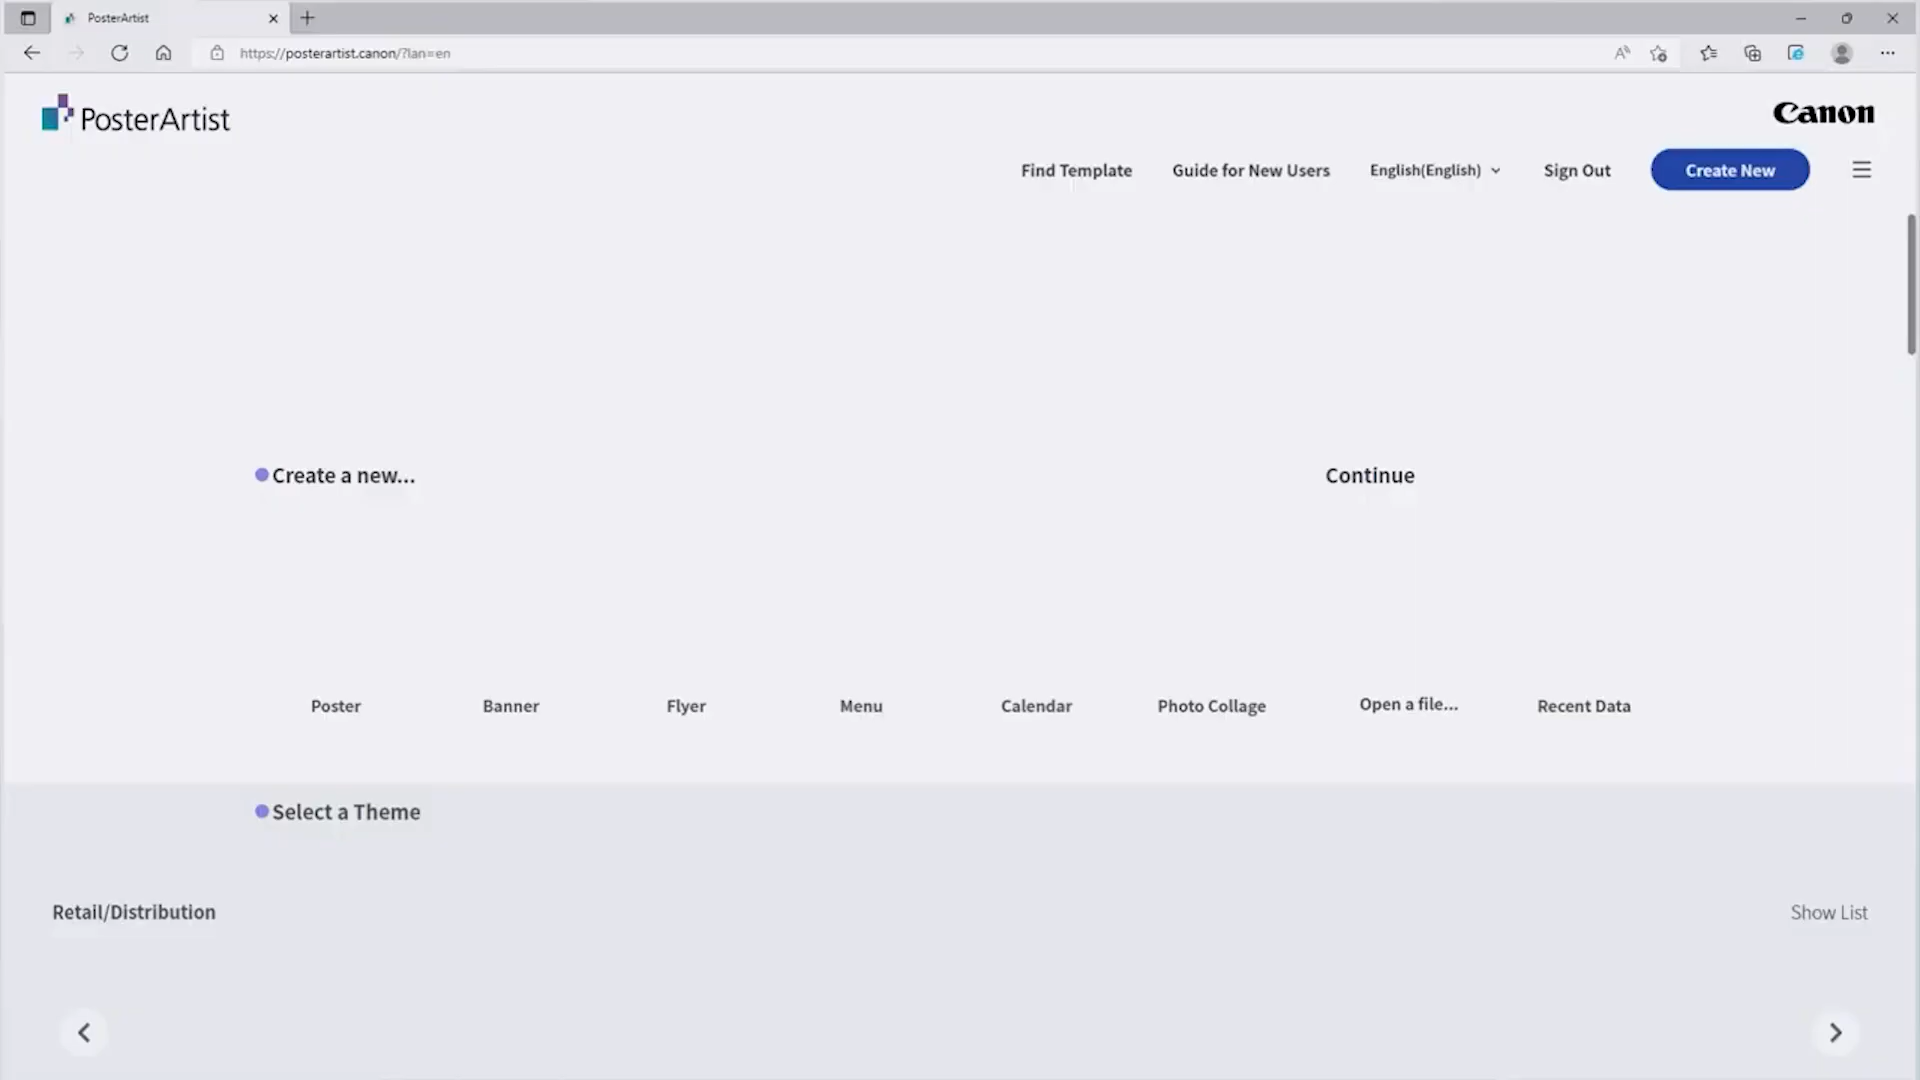 PosterArtist
https://posterartist.canon/?lan=en
PosterArtist
Canon
Find Template
Guide for New Users
English(English)
Sign Out
Create New
Create a new...
Continue
Poster
Banner
Flyer
Menu
Calendar
Photo Collage
Open a file...
Recent Data
Select a Theme
Retail/Distribution
Show List